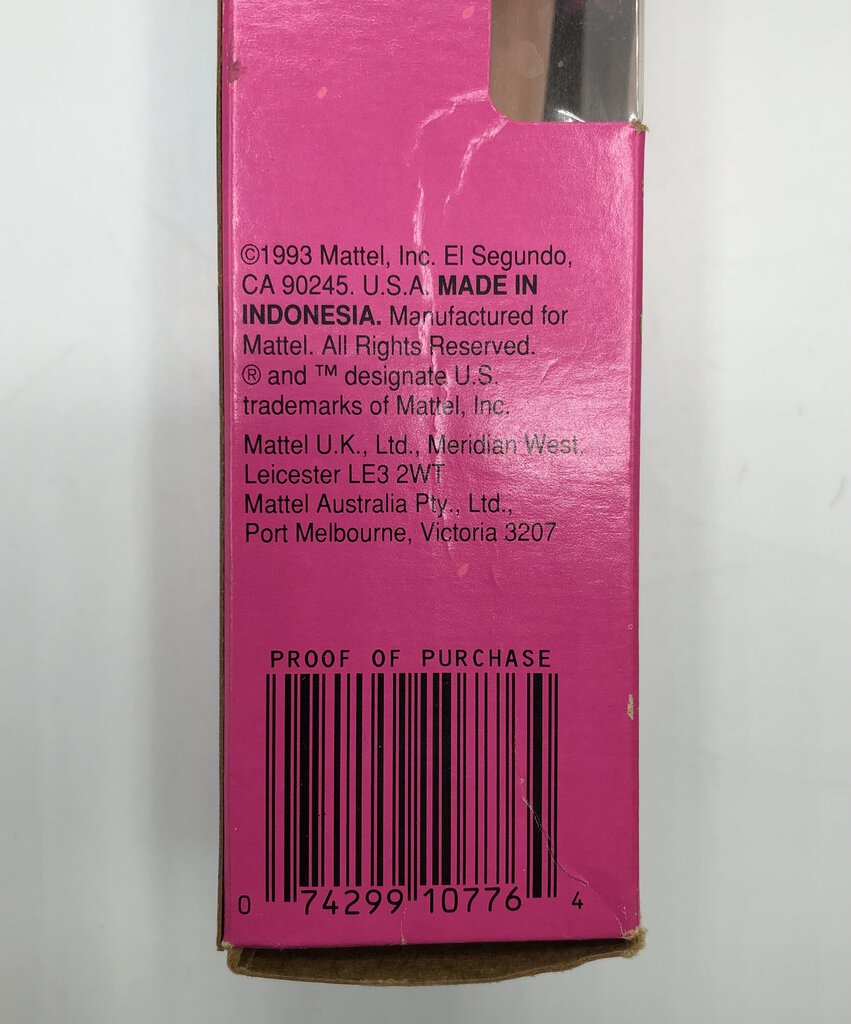 ©1993 Mattel, Inc. El Segundo,
CA 90245. U.S.A. MADE IN
INDONESIA. Manufactured for
Mattel. All Rights Reserved.
® and ™ designate U.S.
trademarks of Mattel, Inc.
Mattel U.K., Ltd., Meridian West,
Leicester LE3 2WT
Mattel Australia Pty., Ltd.,
Port Melbourne, Victoria 3207
PROOF OF PURCHASE
0 74299 10776 4